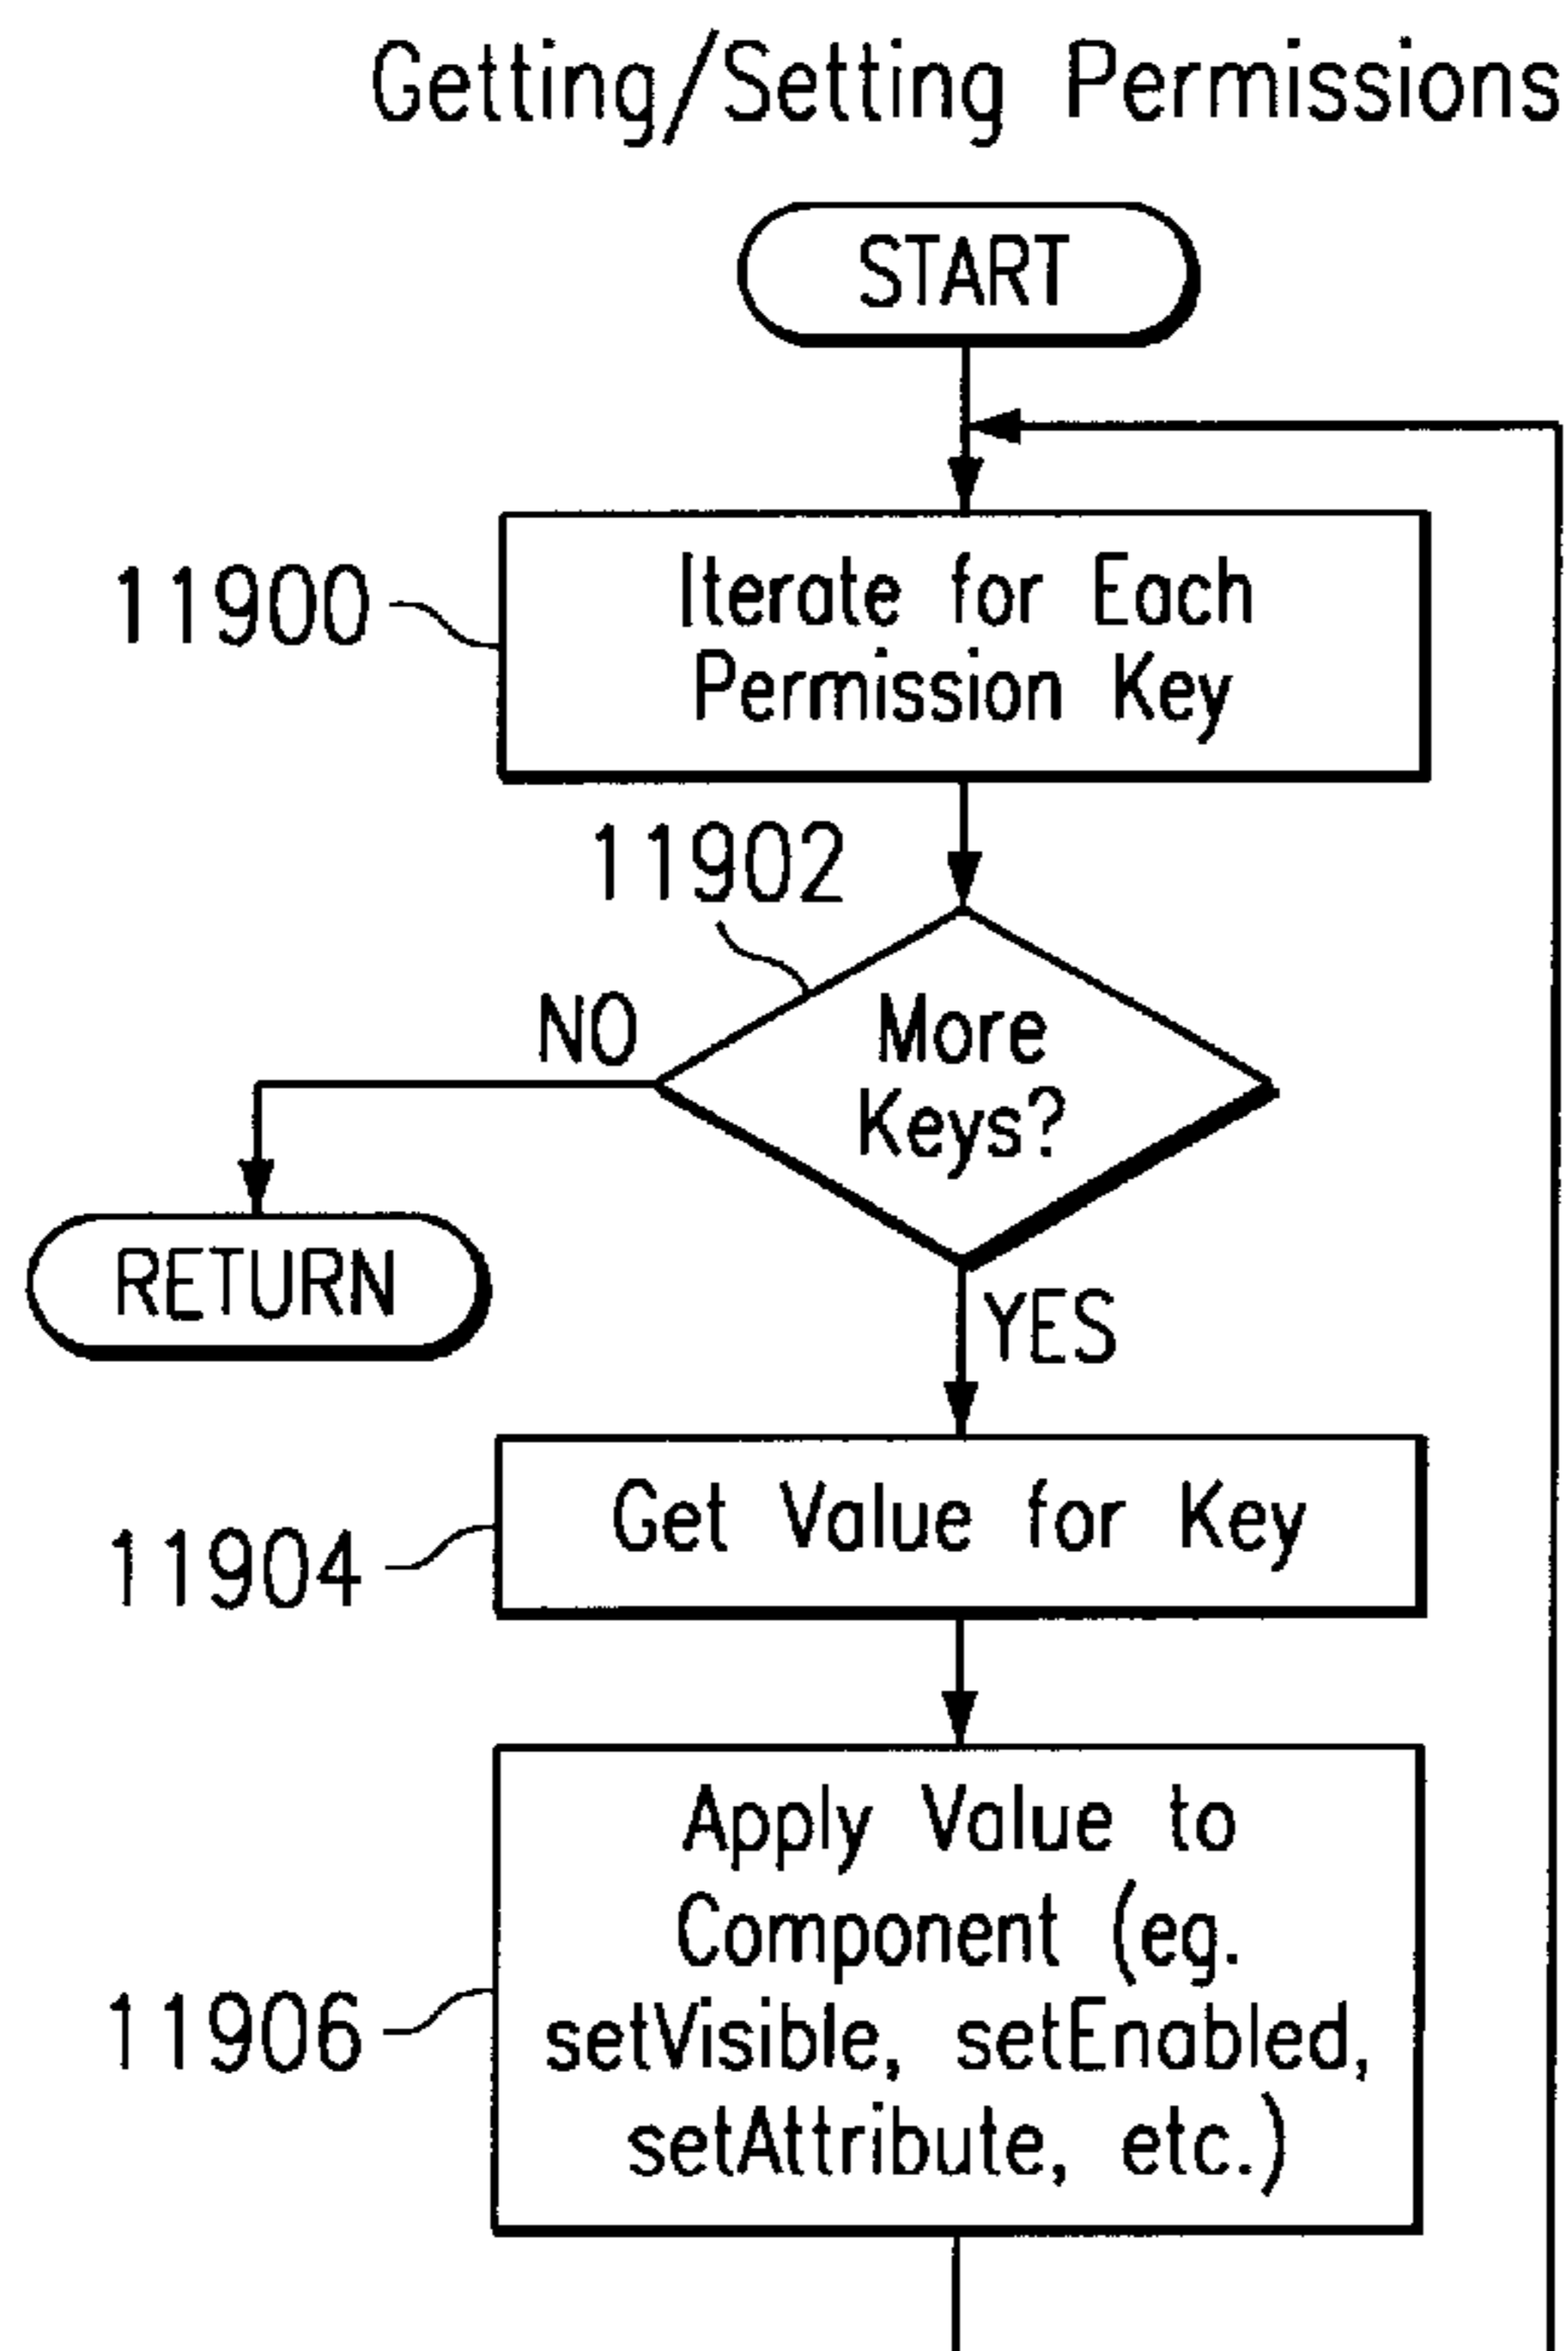 Getting/Setting Permissions
START
11900
Iterate for Each
Permission Key
11902
NO
More
Keys?
RETURN
YES
11904
Get Value for Key
11906
Apply Value to
Component (eg.
setVisible, setEnabled,
setAttribute, etc.)